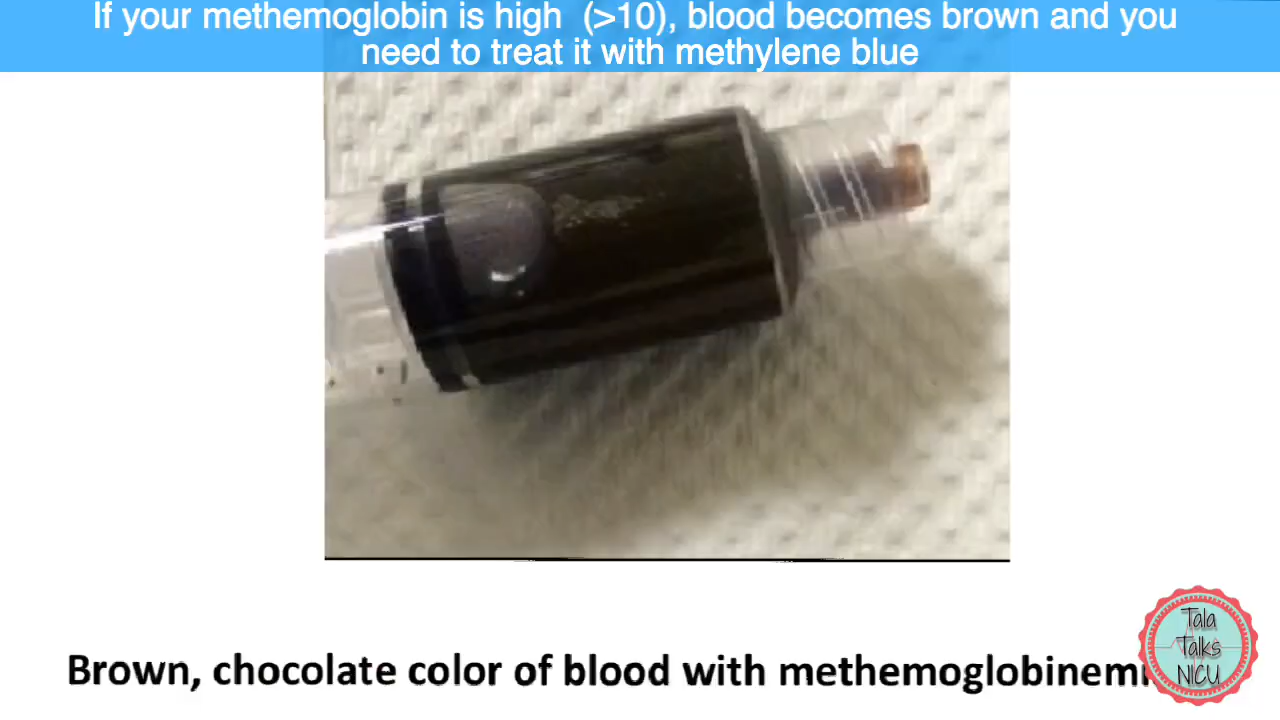 If your methemoglobin is high (>10), blood becomes brown and you
need to treat it with methylene blue
Brown, chocolate color of blood with methemoglobinemi
Tala
Talks
NICU